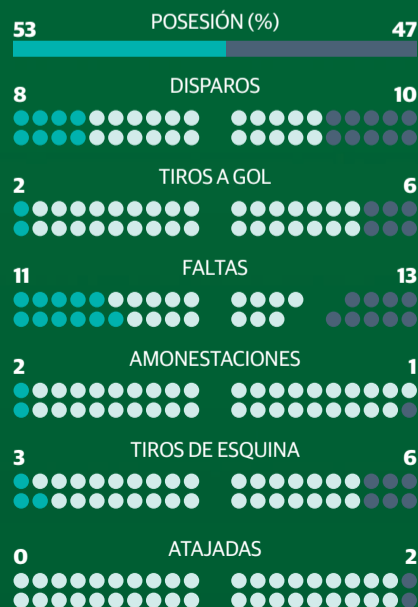 POSESIÓN (%)
53 47
DISPAROS
8 10
TIROS A GOL
2 6
FALTAS
11 13
AMONESTACIONES
2 1
TIROS DE ESQUINA
3 6
ATAJADAS
0 2